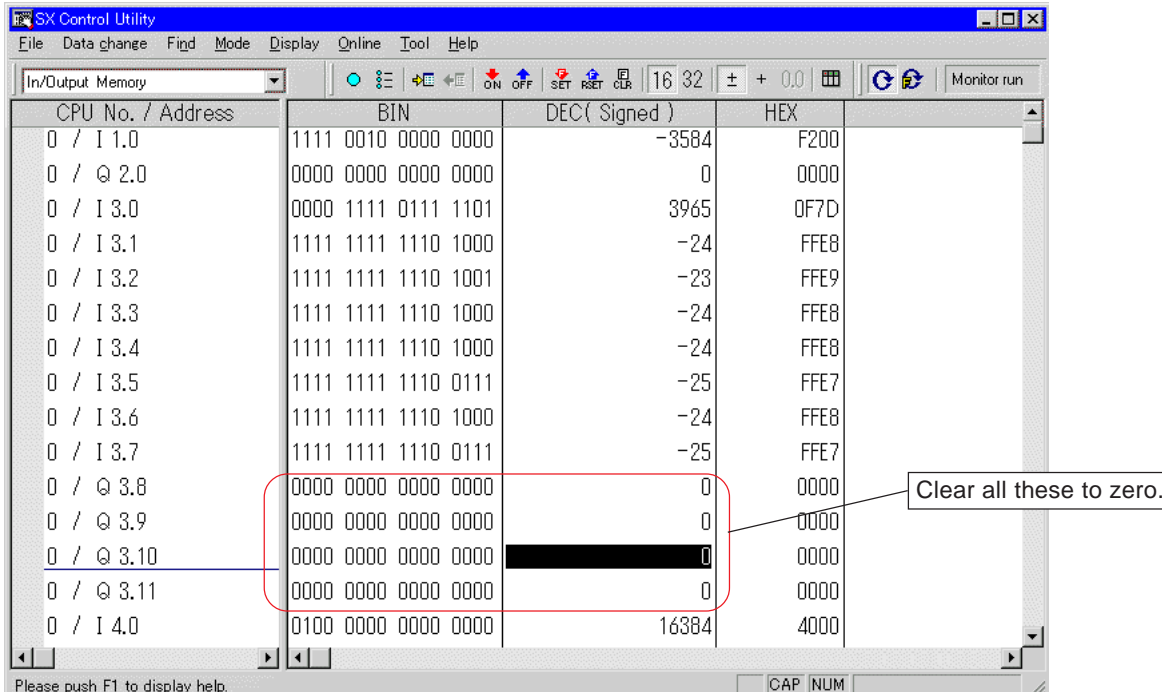 SX Control Utility
File Data change Find Mode Display Online Tool Help
In/Output Memory ON OFF SET RSET CLR 16 32 ± + 0.0 Monitor run
CPU No. / Address BIN DEC( Signed ) HEX
0 / I 1.0 1111 0010 0000 0000 -3584 F200
0 / Q 2.0 0000 0000 0000 0000 0 0000
0 / I 3.0 0000 1111 0111 1101 3965 0F7D
0 / I 3.1 1111 1111 1110 1000 -24 FFE8
0 / I 3.2 1111 1111 1110 1001 -23 FFE9
0 / I 3.3 1111 1111 1110 1000 -24 FFE8
0 / I 3.4 1111 1111 1110 1000 -24 FFE8
0 / I 3.5 1111 1111 1110 0111 -25 FFE7
0 / I 3.6 1111 1111 1110 1000 -24 FFE8
0 / I 3.7 1111 1111 1110 0111 -25 FFE7
0 / Q 3.8 0000 0000 0000 0000 0 0000
Clear all these to zero.
0 / Q 3.9 0000 0000 0000 0000 0 0000
0 / Q 3.10 0000 0000 0000 0000 0 0000
0 / Q 3.11 0000 0000 0000 0000 0 0000
0 / I 4.0 0100 0000 0000 0000 16384 4000
Please push F1 to display help. CAP NUM